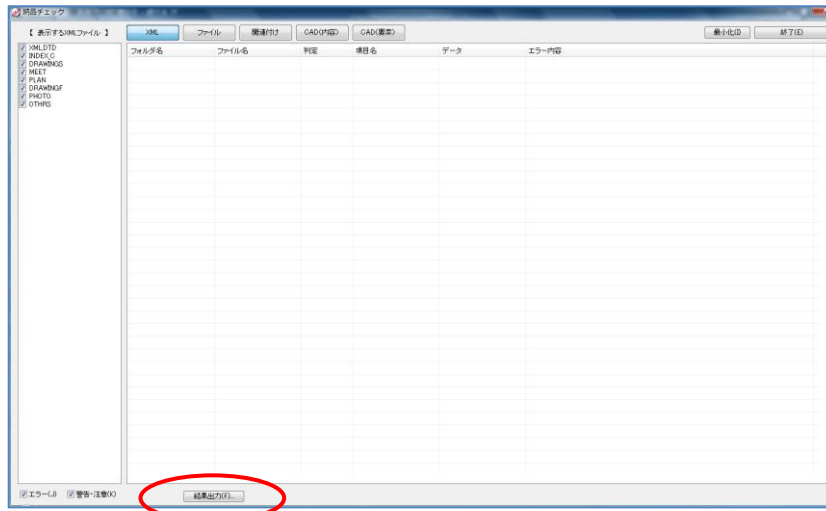 納品チェック
【 表示するXMLファイル 】 XML ファイル 関連付け CAD(内容) CAD(要素) 最小化(I) 終了(E)
フォルダ名 ファイル名 判定 項目名 データ エラー内容
XMLDTD
INDEX_C
DRAWINGS
MEET
PLAN
DRAWINGF
PHOTO
OTHRS
エラー(J) 警告・注意(K) 結果出力(F)...